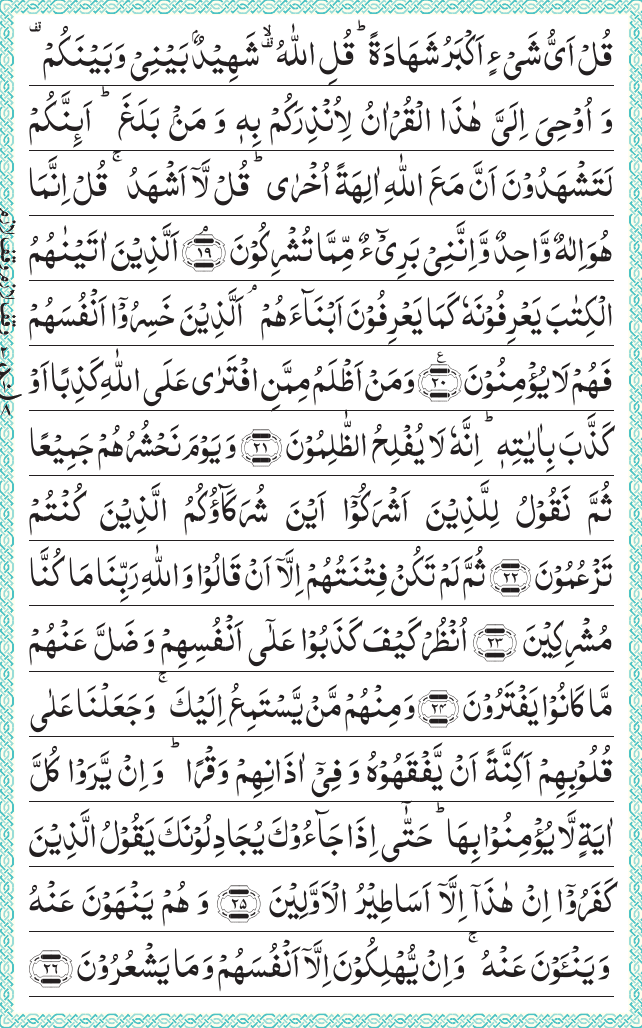 قُلْ اَیُّ شَیْءٍ اَكْبَرُ شَهَادَةً ؕ قُلِ اللّٰهُ ۙ۫ شَهِیْدٌۢ بَیْنِیْ وَ بَیْنَكُمْ ۫
وَ اُوْحِیَ اِلَیَّ هٰذَا الْقُرْاٰنُ لِاُنْذِرَكُمْ بِهٖ وَ مَنْۢ بَلَغَ ؕ اَىِٕنَّكُمْ
لَتَشْهَدُوْنَ اَنَّ مَعَ اللّٰهِ اٰلِهَةً اُخْرٰی ؕ قُلْ لَّاۤ اَشْهَدُ ۚ قُلْ اِنَّمَا
هُوَ اِلٰهٌ وَّاحِدٌ وَّ اِنَّنِیْ بَرِیْٓءٌ مِّمَّا تُشْرِكُوْنَ ۘ﴿۱۹﴾ اَلَّذِیْنَ اٰتَیْنٰهُمُ
الْكِتٰبَ یَعْرِفُوْنَهٗ كَمَا یَعْرِفُوْنَ اَبْنَآءَهُمْ ۘ اَلَّذِیْنَ خَسِرُوْۤا اَنْفُسَهُمْ
فَهُمْ لَا یُؤْمِنُوْنَ ﴿۲۰﴾ ع وَ مَنْ اَظْلَمُ مِمَّنِ افْتَرٰی عَلَی اللّٰهِ كَذِبًا اَوْ
كَذَّبَ بِاٰیٰتِهٖ ؕ اِنَّهٗ لَا یُفْلِحُ الظّٰلِمُوْنَ ﴿۲۱﴾ وَ یَوْمَ نَحْشُرُهُمْ جَمِیْعًا
ثُمَّ نَقُوْلُ لِلَّذِیْنَ اَشْرَكُوْۤا اَیْنَ شُرَكَآؤُكُمُ الَّذِیْنَ كُنْتُمْ
تَزْعُمُوْنَ ﴿۲۲﴾ ثُمَّ لَمْ تَكُنْ فِتْنَتُهُمْ اِلَّاۤ اَنْ قَالُوْا وَ اللّٰهِ رَبِّنَا مَا كُنَّا
مُشْرِكِیْنَ ﴿۲۳﴾ اُنْظُرْ كَیْفَ كَذَبُوْا عَلٰۤی اَنْفُسِهِمْ وَ ضَلَّ عَنْهُمْ
مَّا كَانُوْا یَفْتَرُوْنَ ﴿۲۴﴾ وَ مِنْهُمْ مَّنْ یَّسْتَمِعُ اِلَیْكَ ۚ وَ جَعَلْنَا عَلٰی
قُلُوْبِهِمْ اَكِنَّةً اَنْ یَّفْقَهُوْهُ وَ فِیْۤ اٰذَانِهِمْ وَقْرًا ؕ وَ اِنْ یَّرَوْا كُلَّ
اٰیَةٍ لَّا یُؤْمِنُوْا بِهَا ؕ حَتّٰۤی اِذَا جَآءُوْكَ یُجَادِلُوْنَكَ یَقُوْلُ الَّذِیْنَ
كَفَرُوْۤا اِنْ هٰذَاۤ اِلَّاۤ اَسَاطِیْرُ الْاَوَّلِیْنَ ﴿۲۵﴾ وَ هُمْ یَنْهَوْنَ عَنْهُ
وَ یَنْـَٔوْنَ عَنْهُ ۚ وَ اِنْ یُّهْلِكُوْنَ اِلَّاۤ اَنْفُسَهُمْ وَ مَا یَشْعُرُوْنَ ﴿۲۶﴾